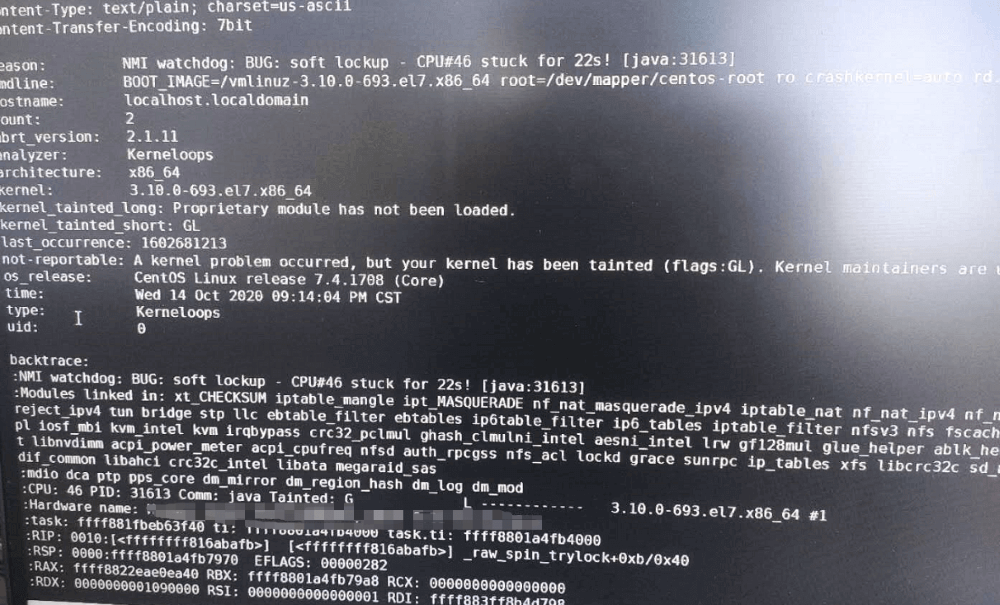 ontent-Type: text/plain; charset=us-ascii
ontent-Transfer-Encoding: 7bit
eason: NMI watchdog: BUG: soft lockup - CPU#46 stuck for 22s! [java:31613]
mdline: BOOT_IMAGE=/vmlinuz-3.10.0-693.el7.x86_64 root=/dev/mapper/centos-root ro crashkernel=auto rd.
ostname: localhost.localdomain
ount: 2
abrt_version: 2.1.11
analyzer: Kerneloops
architecture: x86_64
kernel: 3.10.0-693.el7.x86_64
kernel_tainted_long: Proprietary module has not been loaded.
kernel_tainted_short: GL
last_occurrence: 1602681213
not-reportable: A kernel problem occurred, but your kernel has been tainted (flags:GL). Kernel maintainers are
os_release: CentOS Linux release 7.4.1708 (Core)
time: Wed 14 Oct 2020 09:14:04 PM CST
type: Kerneloops
uid: 0
backtrace:
:NMI watchdog: BUG: soft lockup - CPU#46 stuck for 22s! [java:31613]
:Modules linked in: xt_CHECKSUM iptable_mangle ipt_MASQUERADE nf_nat_masquerade_ipv4 iptable_nat nf_nat_ipv4 nf_n
reject_ipv4 tun bridge stp llc ebtable_filter ebtables ip6table_filter ip6_tables iptable_filter nfsv3 nfs fscach
pl iosf_mbi kvm_intel kvm irqbypass crc32_pclmul ghash_clmulni_intel aesni_intel lrw gf128mul glue_helper ablk_he
t libnvdimm acpi_power_meter acpi_cpufreq nfsd auth_rpcgss nfs_acl lockd grace sunrpc ip_tables xfs libcrc32c sd_
dif_common libahci crc32c_intel libata megaraid_sas
:mdio dca ptp pps_core dm_mirror dm_region_hash dm_log dm_mod
:CPU: 46 PID: 31613 Comm: java Tainted: G L ------------ 3.10.0-693.el7.x86_64 #1
:Hardware name:
:task: ffff881fbeb63f40 ti: ffff8801a4fb4000 task.ti: ffff8801a4fb4000
:RIP: 0010:[<ffffffff816abafb>] [<ffffffff816abafb>] _raw_spin_trylock+0xb/0x40
:RSP: 0000:ffff8801a4fb7970 EFLAGS: 00000282
:RAX: ffff8822eae0ea40 RBX: ffff8801a4fb79a8 RCX: 0000000000000000
:RDX: 0000000001090000 RSI: 0000000000000001 RDI: ffff883ff8b4d798